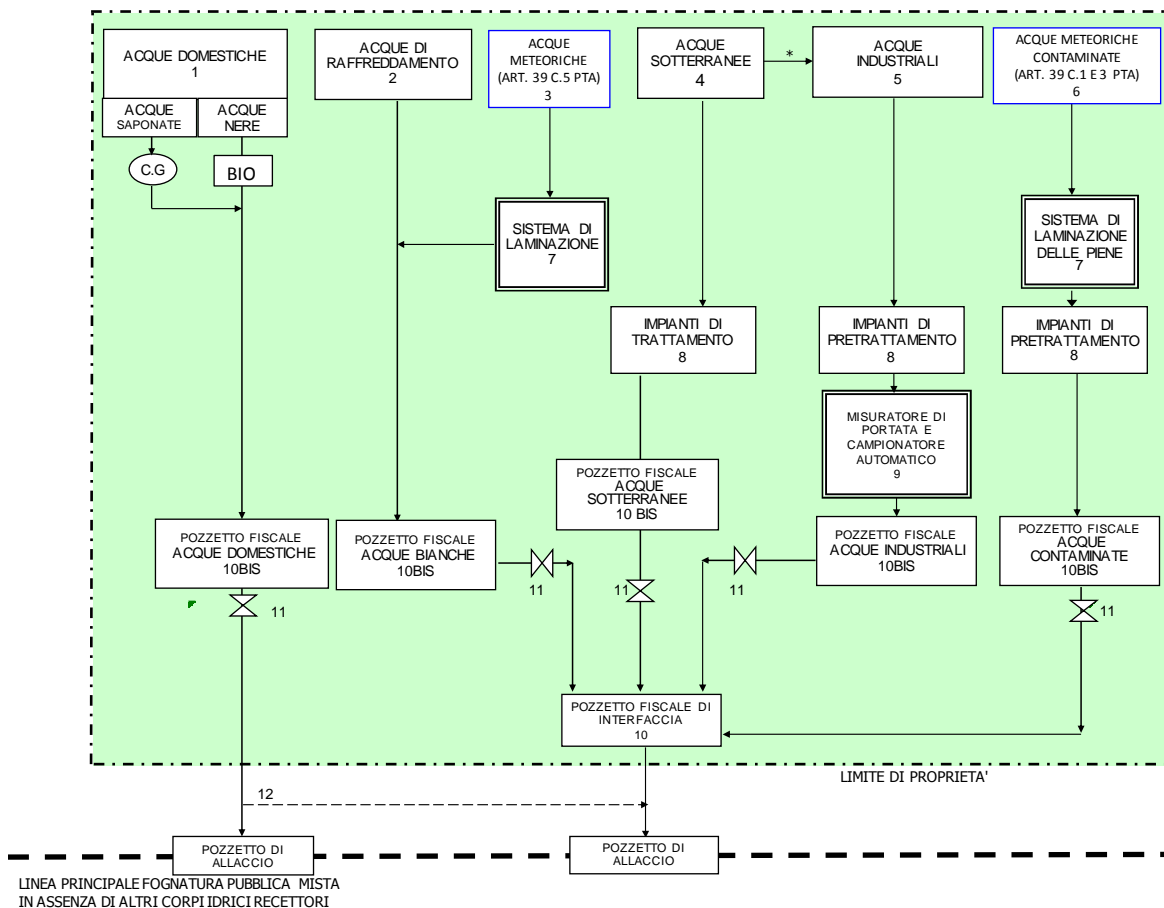 ACQUE DOMESTICHE
1
ACQUE
SAPONATE
ACQUE
NERE
C.G
BIO
ACQUE DI
RAFFREDDAMENTO
2
ACQUE
METEORICHE
(ART. 39 C.5 PTA)
3
ACQUE
SOTTERRANEE
4
*
ACQUE
INDUSTRIALI
5
ACQUE METEORICHE
CONTAMINATE
(ART. 39 C.1 E 3 PTA)
6
SISTEMA DI
LAMINAZIONE
7
SISTEMA DI
LAMINAZIONE
DELLE PIENE
7
IMPIANTI DI
TRATTAMENTO
8
IMPIANTI DI
PRETRATTAMENTO
8
IMPIANTI DI
PRETRATTAMENTO
8
MISURATORE DI
PORTATA E
CAMPIONATORE
AUTOMATICO
9
POZZETTO FISCALE
ACQUE
SOTTERRANEE
10 BIS
POZZETTO FISCALE
ACQUE DOMESTICHE
10BIS
POZZETTO FISCALE
ACQUE BIANCHE
10BIS
POZZETTO FISCALE
ACQUE INDUSTRIALI
10BIS
POZZETTO FISCALE
ACQUE
CONTAMINATE
10BIS
11
11
11
11
11
POZZETTO FISCALE DI
INTERFACCIA
10
LIMITE DI PROPRIETA'
12
POZZETTO DI
ALLACCIO
POZZETTO DI
ALLACCIO
LINEA PRINCIPALE FOGNATURA PUBBLICA MISTA
IN ASSENZA DI ALTRI CORPI IDRICI RECETTORI